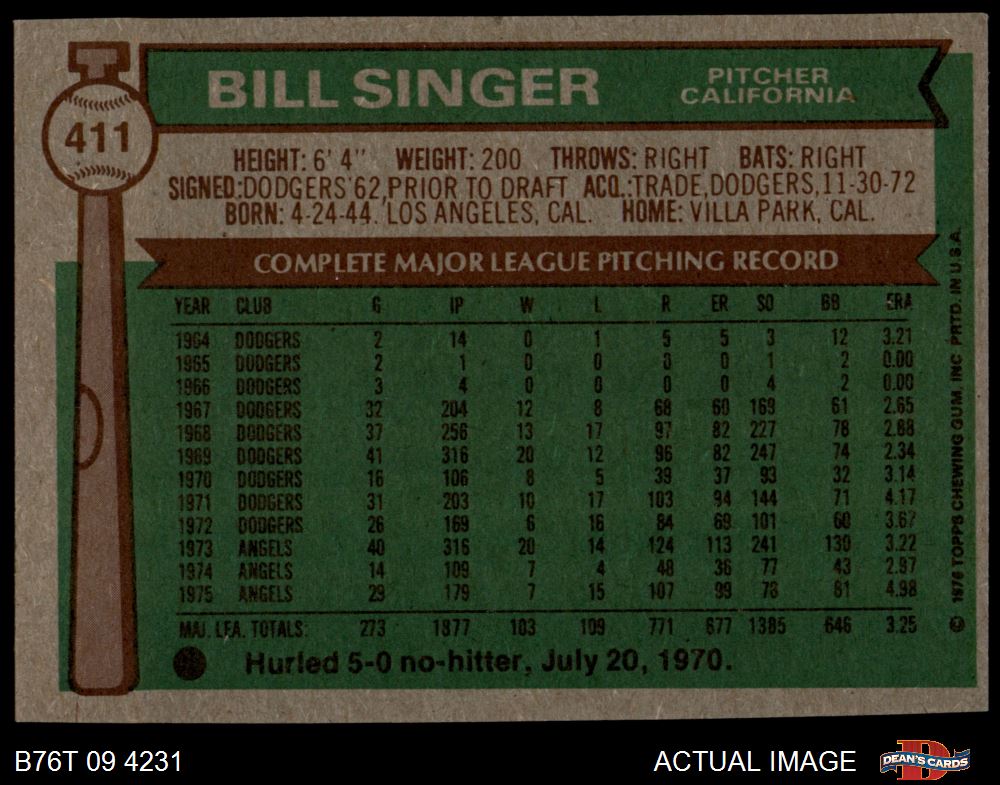 BILL SINGER
PITCHER
CALIFORNIA
411
HEIGHT: 6' 4" WEIGHT: 200 THROWS: RIGHT BATS: RIGHT
SIGNED: DODGERS '62, PRIOR TO DRAFT ACQ.: TRADE, DODGERS, 11-30-72
BORN: 4-24-44. LOS ANGELES, CAL. HOME: VILLA PARK, CAL.
COMPLETE MAJOR LEAGUE PITCHING RECORD
YEAR CLUB G IP W L R ER SO BB ERA
1964 DODGERS 2 14 0 1 5 5 3 12 3.21
1965 DODGERS 2 1 0 0 0 0 1 2 0.00
1966 DODGERS 3 4 0 0 0 0 4 2 0.00
1967 DODGERS 32 204 12 8 68 60 169 61 2.65
1968 DODGERS 37 256 13 17 97 82 227 78 2.88
1969 DODGERS 41 316 20 12 96 82 247 74 2.34
1970 DODGERS 16 106 8 5 39 37 93 32 3.14
1971 DODGERS 31 203 10 17 103 94 144 71 4.17
1972 DODGERS 26 169 6 16 84 69 101 60 3.67
1973 ANGELS 40 316 20 14 124 113 241 130 3.22
1974 ANGELS 14 109 7 4 48 36 77 43 2.97
1975 ANGELS 29 179 7 15 107 99 78 81 4.98
MAJ. LEA. TOTALS: 273 1877 103 109 771 677 1385 646 3.25
Hurled 5-0 no-hitter, July 20, 1970.
© 1976 TOPPS CHEWING GUM, INC. PRTD. IN U.S.A.
B76T 09 4231
ACTUAL IMAGE
D
DEAN'S CARDS